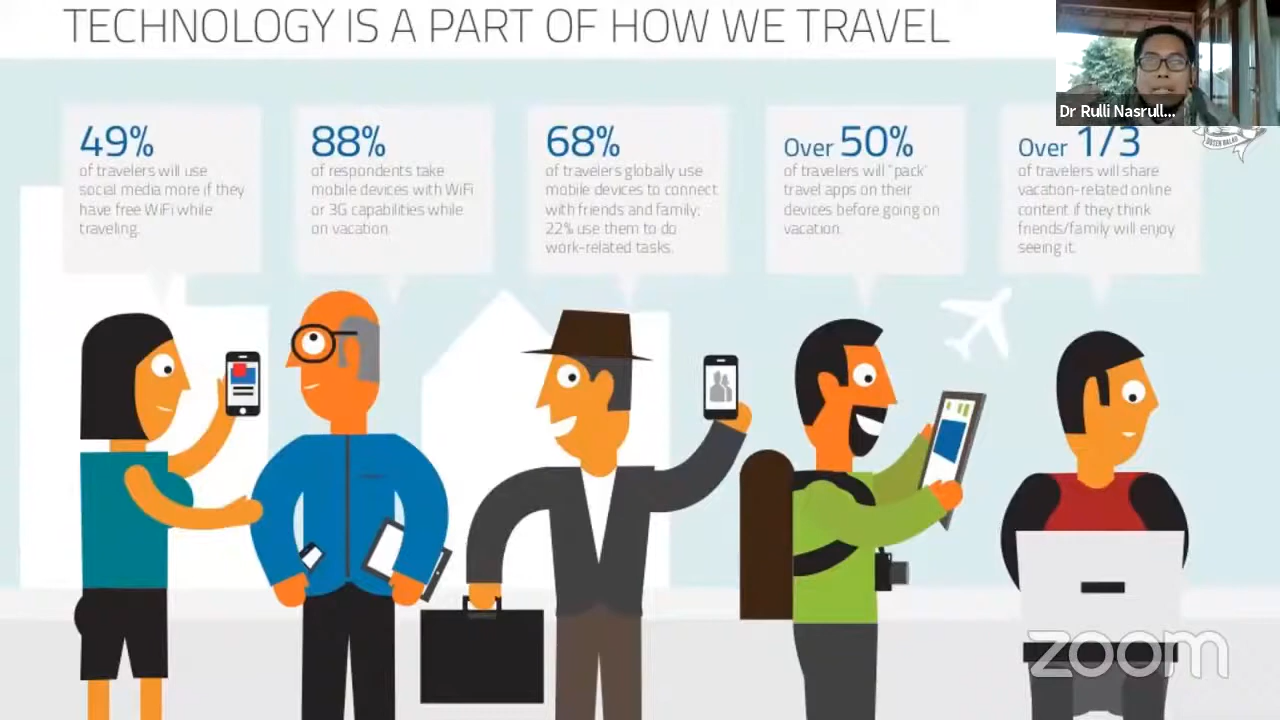 TECHNOLOGY IS A PART OF HOW WE TRAVEL
Dr Rulli Nasrull...
49%
of travelers will use
social media more if they
have free WiFi while
traveling.
88%
of respondents take
mobile devices with WiFi
or 3G capabilities while
on vacation.
68%
of travelers globally use
mobile devices to connect
with friends and family;
22% use them to do
work-related tasks.
Over 50%
of travelers will "pack"
travel apps on their
devices before going on
vacation.
Over 1/3
of travelers will share
vacation-related online
content if they think
friends/family will enjoy
seeing it.
DOSEN GALAU
zoom